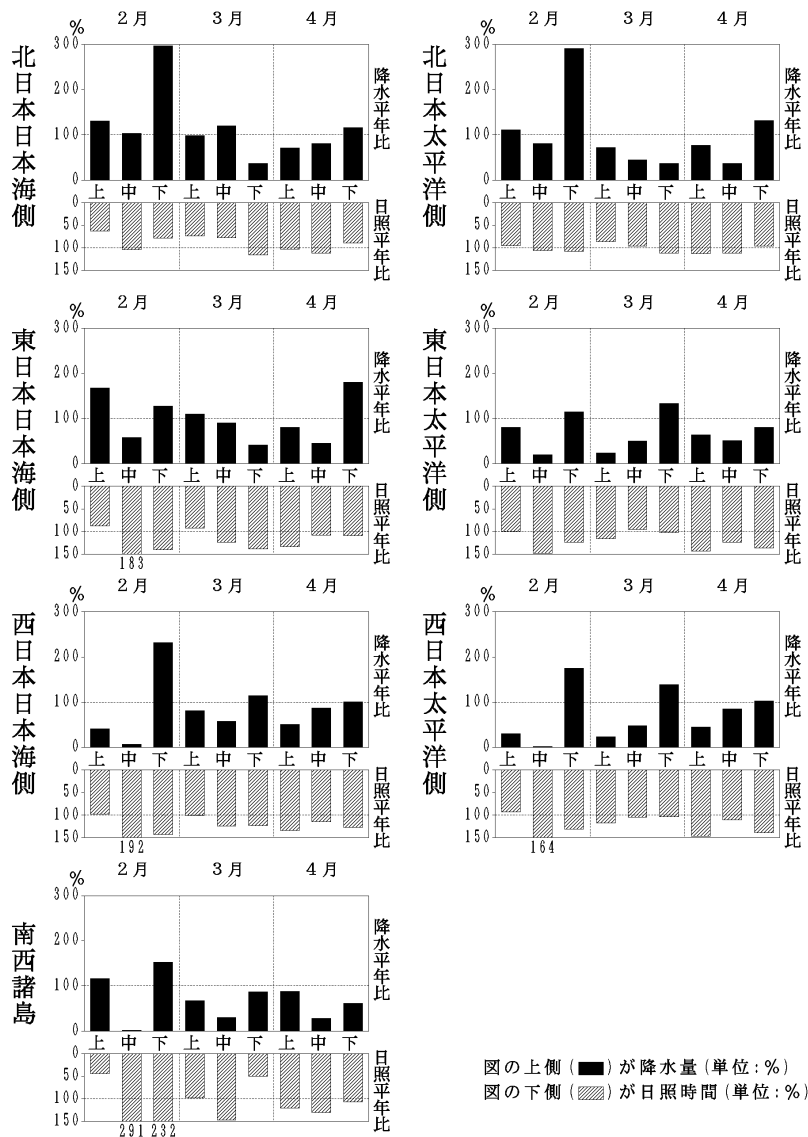 北日本日本海側
%
2月 3月 4月
300
200
100
0
上 中 下 上 中 下 上 中 下
0
50
100
150
降水平年比
日照平年比
北日本太平洋側
%
2月 3月 4月
300
200
100
0
上 中 下 上 中 下 上 中 下
0
50
100
150
降水平年比
日照平年比
東日本日本海側
%
2月 3月 4月
300
200
100
0
上 中 下 上 中 下 上 中 下
0
50
100
150
183
降水平年比
日照平年比
東日本太平洋側
%
2月 3月 4月
300
200
100
0
上 中 下 上 中 下 上 中 下
0
50
100
150
降水平年比
日照平年比
西日本日本海側
%
2月 3月 4月
300
200
100
0
上 中 下 上 中 下 上 中 下
0
50
100
150
192
降水平年比
日照平年比
西日本太平洋側
%
2月 3月 4月
300
200
100
0
上 中 下 上 中 下 上 中 下
0
50
100
150
164
降水平年比
日照平年比
南西諸島
%
2月 3月 4月
300
200
100
0
上 中 下 上 中 下 上 中 下
0
50
100
150
291 232
降水平年比
日照平年比
図の上側( )が降水量(単位:%)
図の下側( )が日照時間(単位:%)